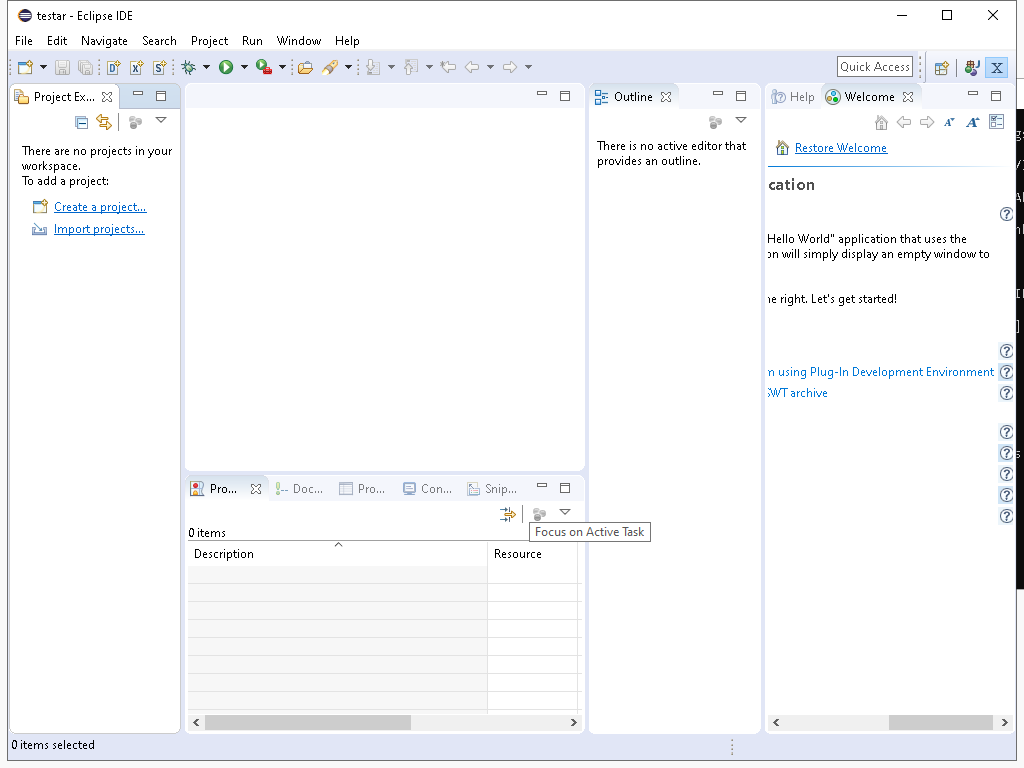 testar - Eclipse IDE
File Edit Navigate Search Project Run Window Help
Quick Access
Project Ex...
There are no projects in your
workspace.
To add a project:
Create a project...
Import projects...
Outline
There is no active editor that
provides an outline.
Help
Welcome
Restore Welcome
cation
Hello World" application that uses the
on will simply display an empty window to
he right. Let's get started!
n using Plug-In Development Environment
SWT archive
Pro...
Doc...
Pro...
Con...
Snip...
0 items
Focus on Active Task
Description
Resource
0 items selected